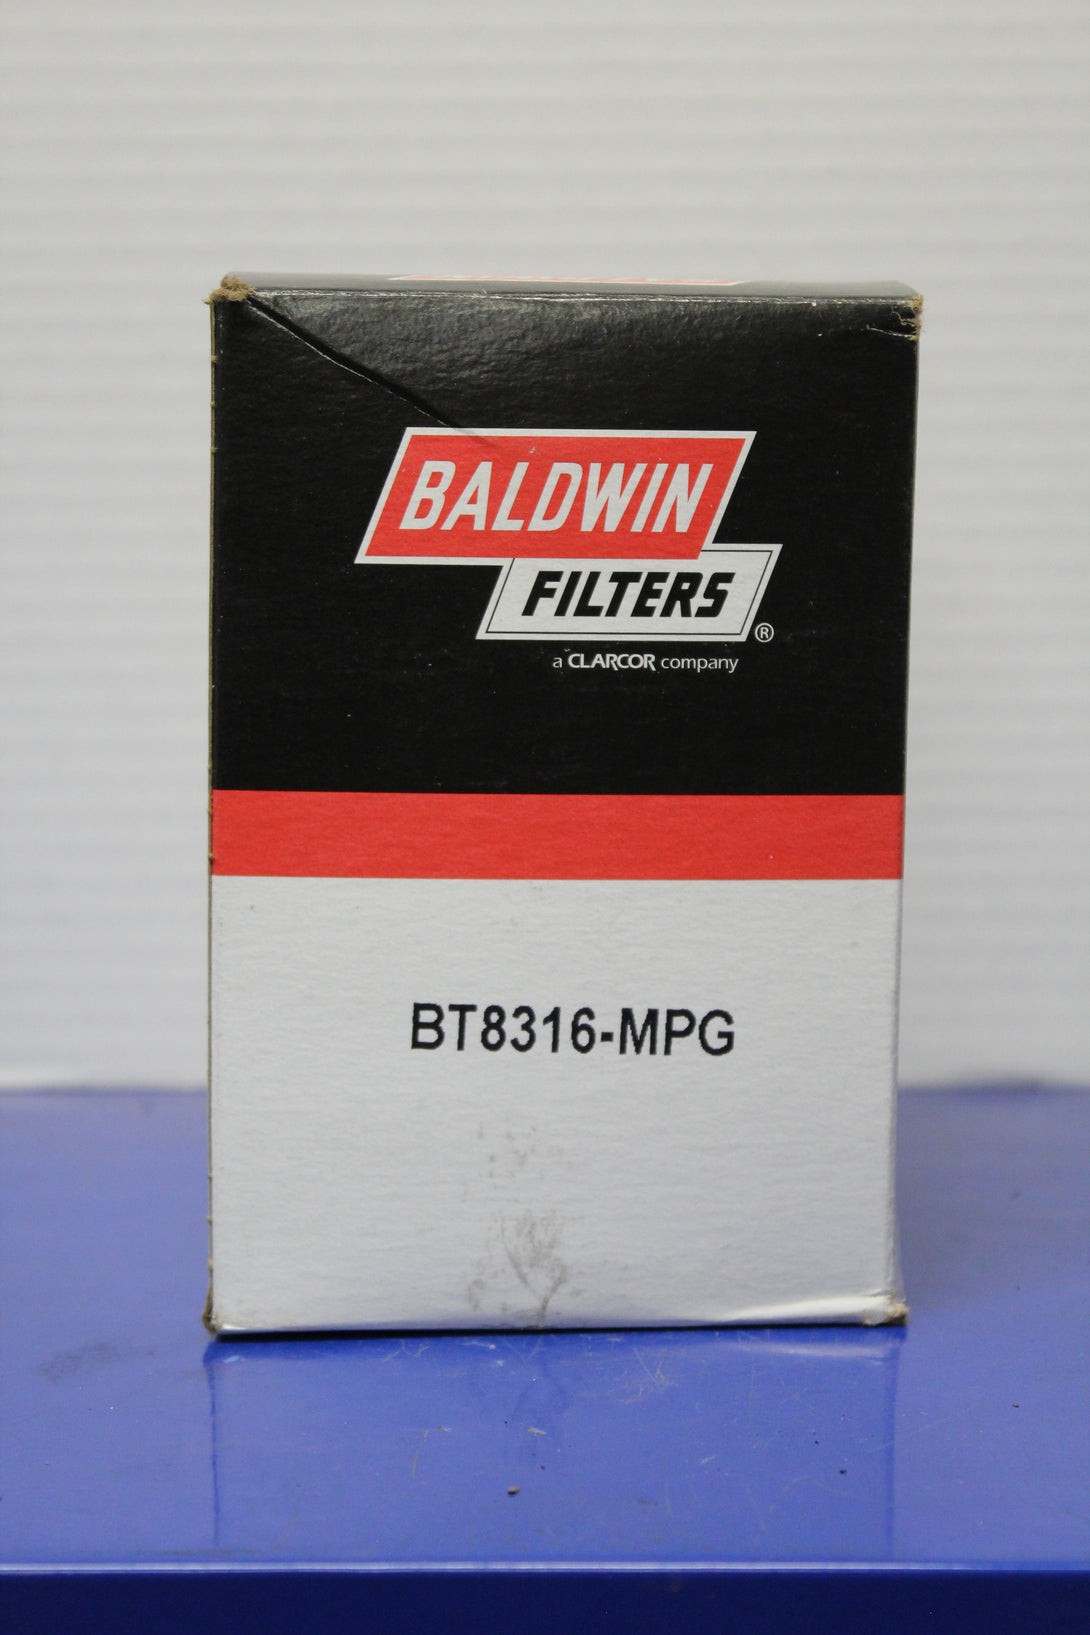 BALDWIN
FILTERS®
a CLARCOR company
BT8316-MPG